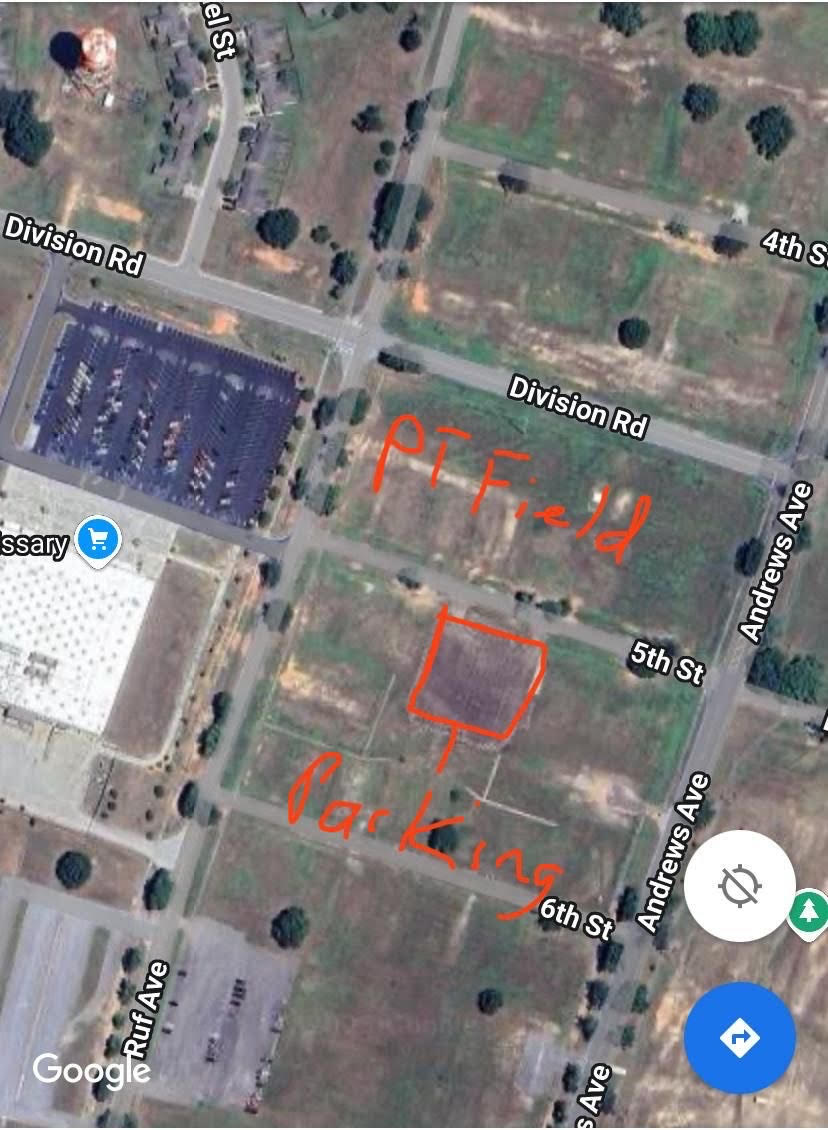 el St
4th St
Division Rd
Division Rd
PT Field
ssary
Andrews Ave
5th St
Parking
Andrews Ave
6th St
Ruf Ave
Google
s Ave